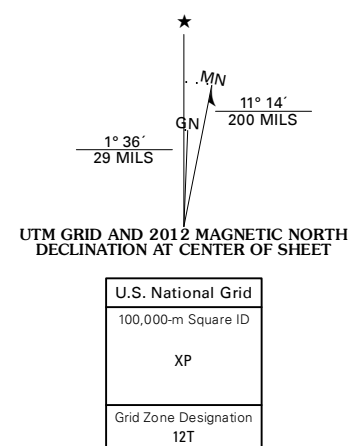 ★
MN
11° 14´
200 MILS
GN
1° 36´
29 MILS
UTM GRID AND 2012 MAGNETIC NORTH
DECLINATION AT CENTER OF SHEET
U.S. National Grid
100,000-m Square ID
XP
Grid Zone Designation
12T